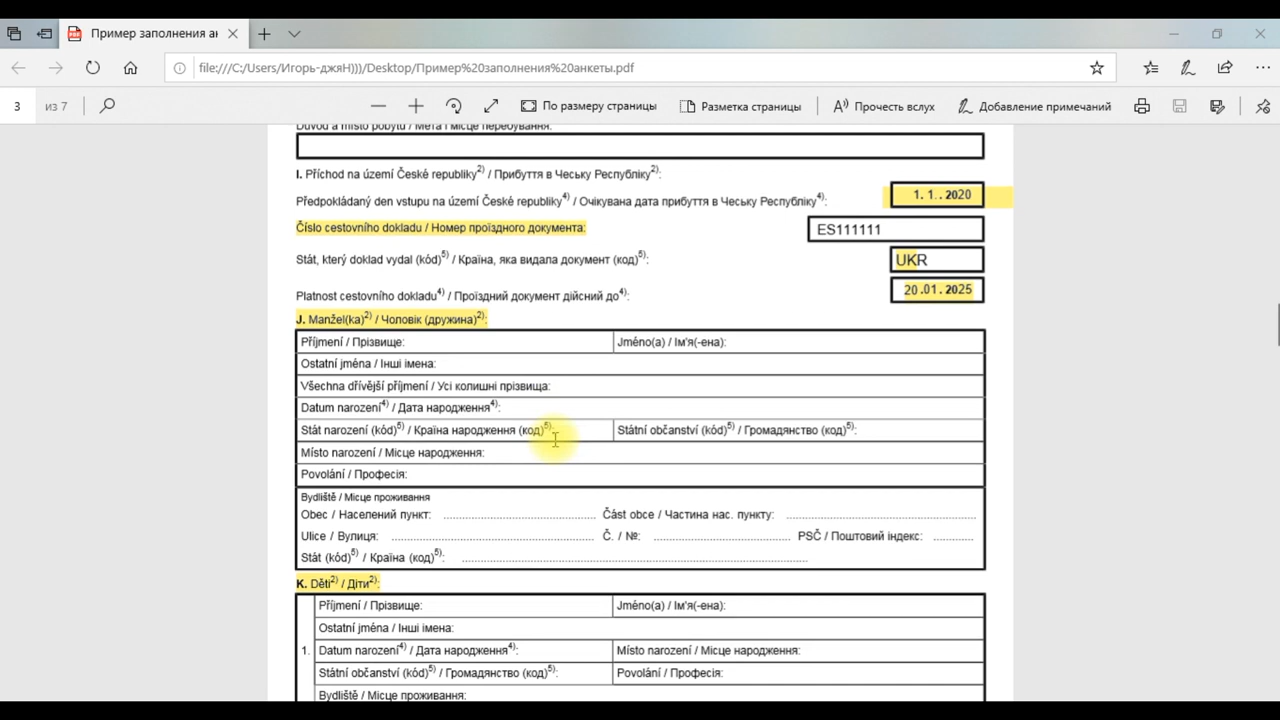 Пример заполнения ан
file:///C:/Users/Игорь-джяН)))/Desktop/Пример%20заполнения%20анкеты.pdf
3 из 7 По размеру страницы Разметка страницы Прочесть вслух Добавление примечаний
Důvod a místo pobytu / Мета і місце перебування:
I. Příchod na území České republiky2) / Прибуття в Чеську Республіку2):
Předpokládaný den vstupu na území České republiky4) / Очікувана дата прибуття в Чеську Республіку4): 1. 1. . 2020
Číslo cestovního dokladu / Номер проїздного документа: ES111111
Stát, který doklad vydal (kód)5) / Країна, яка видала документ (код)5): UKR
Platnost cestovního dokladu4) / Проїздний документ дійсний до4): 20.01.2025
J. Manžel(ka)2) / Чоловік (дружина)2):
Příjmení / Прізвище: Jméno(a) / Ім'я(-ена):
Ostatní jména / Інші імена:
Všechna dřívější příjmení / Усі колишні прізвища:
Datum narození4) / Дата народження4):
Stát narození (kód)5) / Країна народження (код)5): Státní občanství (kód)5) / Громадянство (код)5):
Místo narození / Місце народження:
Povolání / Професія:
Bydliště / Місце проживання
Obec / Населений пункт: Část obce / Частина нас. пункту:
Ulice / Вулиця: Č. / №: PSČ / Поштовий індекс:
Stát (kód)5) / Країна (код)5):
K. Děti2) / Діти2):
Příjmení / Прізвище: Jméno(a) / Ім'я(-ена):
Ostatní jména / Інші імена:
1. Datum narození4) / Дата народження4): Místo narození / Місце народження:
Státní občanství (kód)5) / Громадянство (код)5): Povolání / Професія:
Bydliště / Місце проживання: